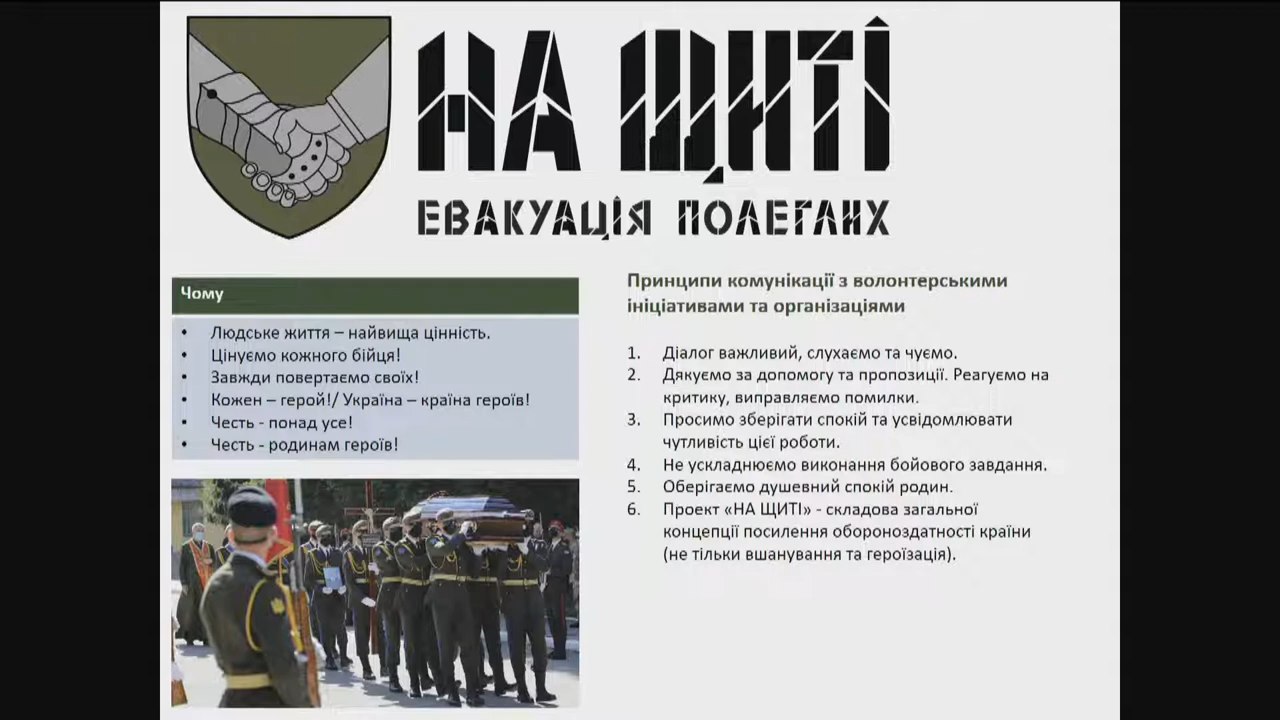 НА ЩИТІ
ЕВАКУАЦІЯ ПОЛЕГЛИХ
Чому
• Людське життя – найвища цінність.
• Цінуємо кожного бійця!
• Завжди повертаємо своїх!
• Кожен – герой!/ Україна – країна героїв!
• Честь - понад усе!
• Честь - родинам героїв!
Принципи комунікації з волонтерськими
ініціативами та організаціями
1. Діалог важливий, слухаємо та чуємо.
2. Дякуємо за допомогу та пропозиції. Реагуємо на
критику, виправляємо помилки.
3. Просимо зберігати спокій та усвідомлювати
чутливість цієї роботи.
4. Не ускладнюємо виконання бойового завдання.
5. Оберігаємо душевний спокій родин.
6. Проект «НА ЩИТІ» - складова загальної
концепції посилення обороноздатності країни
(не тільки вшанування та героїзація).